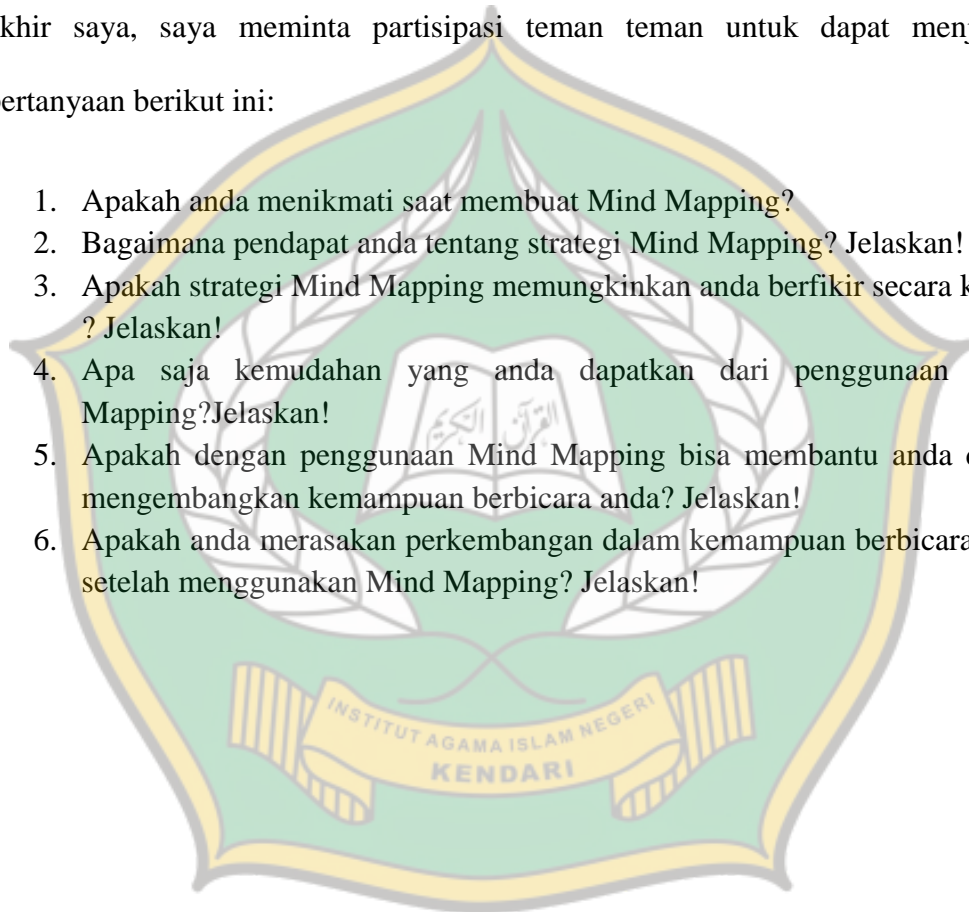 khir saya, saya meminta partisipasi teman teman untuk dapat menj
pertanyaan berikut ini:
1. Apakah anda menikmati saat membuat Mind Mapping?
2. Bagaimana pendapat anda tentang strategi Mind Mapping? Jelaskan!
3. Apakah strategi Mind Mapping memungkinkan anda berfikir secara k
? Jelaskan!
4. Apa saja kemudahan yang anda dapatkan dari penggunaan
Mapping?Jelaskan!
القرآن الكريم
5. Apakah dengan penggunaan Mind Mapping bisa membantu anda d
mengembangkan kemampuan berbicara anda? Jelaskan!
6. Apakah anda merasakan perkembangan dalam kemampuan berbicara
setelah menggunakan Mind Mapping? Jelaskan!
INSTITUT AGAMA ISLAM NEGERI
KENDARI